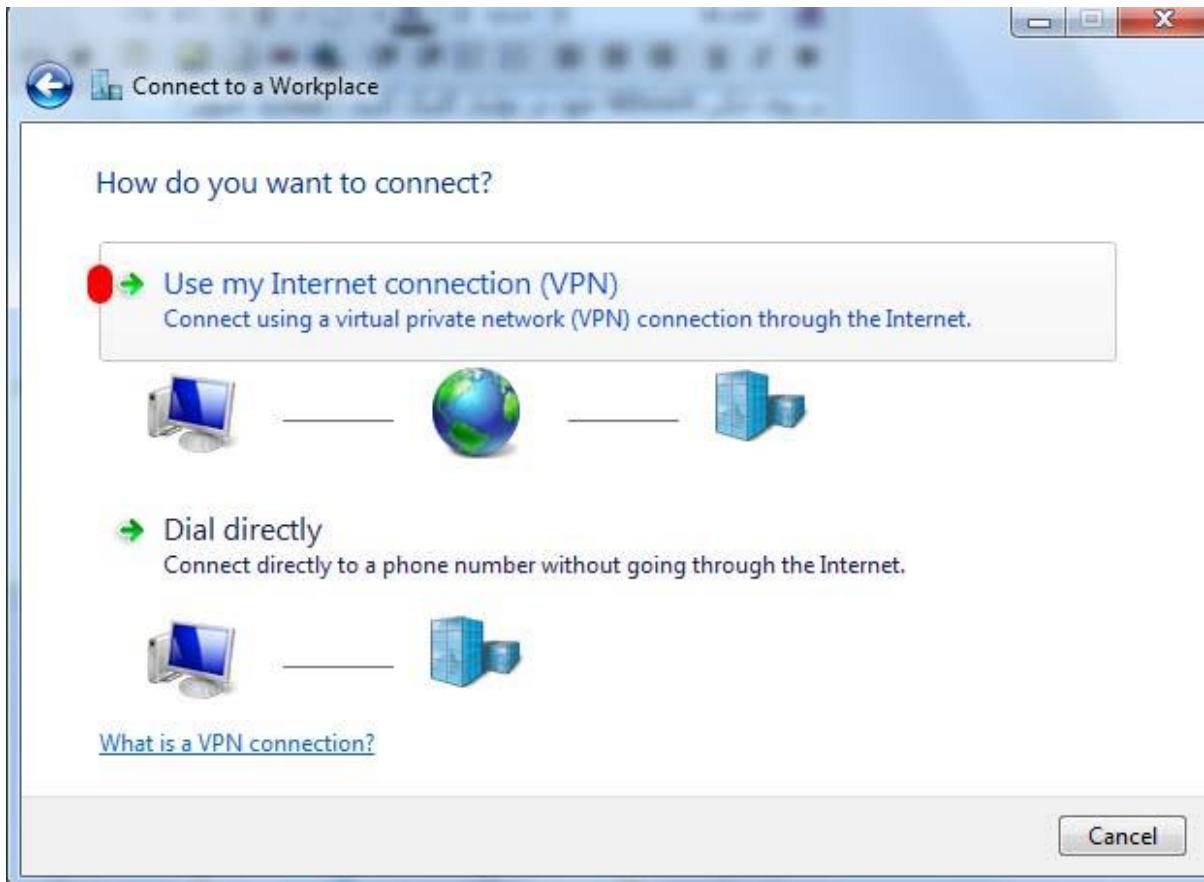 Connect to a Workplace
How do you want to connect?
Use my Internet connection (VPN)
Connect using a virtual private network (VPN) connection through the Internet.
Dial directly
Connect directly to a phone number without going through the Internet.
What is a VPN connection?
Cancel